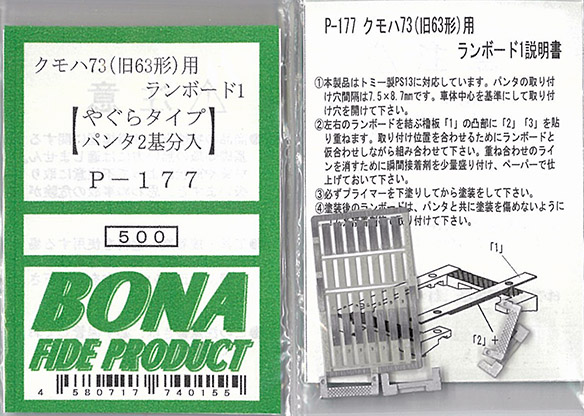 クモハ73(旧63形)用
ランボード1
【やぐらタイプ
パンタ2基分入】
P-177
500
BONA
FIDE PRODUCT
4 580717 740155
P-177 クモハ73(旧63形)用
ランボード1説明書
①本製品はトミー製PS13に対応しています。パンタの取り付
け穴間隔は7.5×8.7mmです。車体中心を基準にして取り付
け穴を開けて下さい。
②左右のランボードを結ぶ櫓板「1」の凸部に「2」「3」を貼
り重ねます。取り付け位置を合わせるためにランボードと
仮合わせしながら組み合わせて下さい。重ね合わせのライ
ンを消すために瞬間接着剤を少量盛り付け、ペーパーで仕
上げておいて下さい。
③必ずプライマーを下塗りしてから塗装をして下さい。
④塗装後のランボードは、パンタと共に塗装を傷めないように
取り付けて下さい。
「1」
「2」+